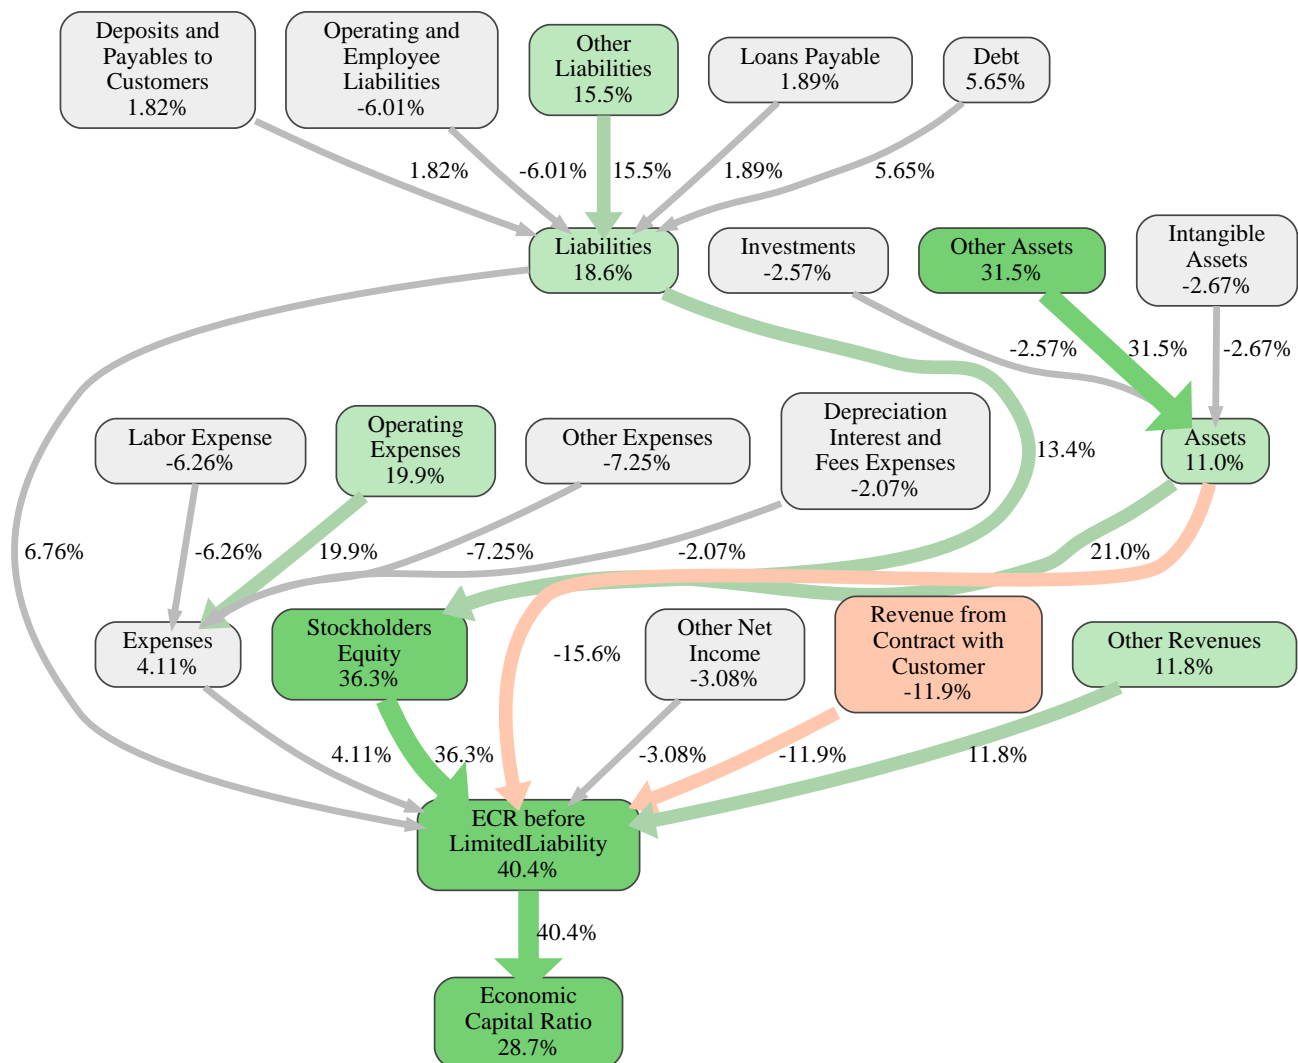 Deposits and
Payables to
Customers
1.82%
Operating and
Employee
Liabilities
-6.01%
Other
Liabilities
15.5%
Loans Payable
1.89%
Debt
5.65%
1.82%
-6.01%
15.5%
1.89%
5.65%
Liabilities
18.6%
Investments
-2.57%
Other Assets
31.5%
Intangible
Assets
-2.67%
-2.57%
31.5%
-2.67%
Labor Expense
-6.26%
Operating
Expenses
19.9%
Other Expenses
-7.25%
Depreciation
Interest and
Fees Expenses
-2.07%
13.4%
Assets
11.0%
6.76%
-6.26%
19.9%
-7.25%
-2.07%
21.0%
Expenses
4.11%
Stockholders
Equity
36.3%
-15.6%
Other Net
Income
-3.08%
Revenue from
Contract with
Customer
-11.9%
Other Revenues
11.8%
4.11%
36.3%
-3.08%
-11.9%
11.8%
ECR before
LimitedLiability
40.4%
40.4%
Economic
Capital Ratio
28.7%